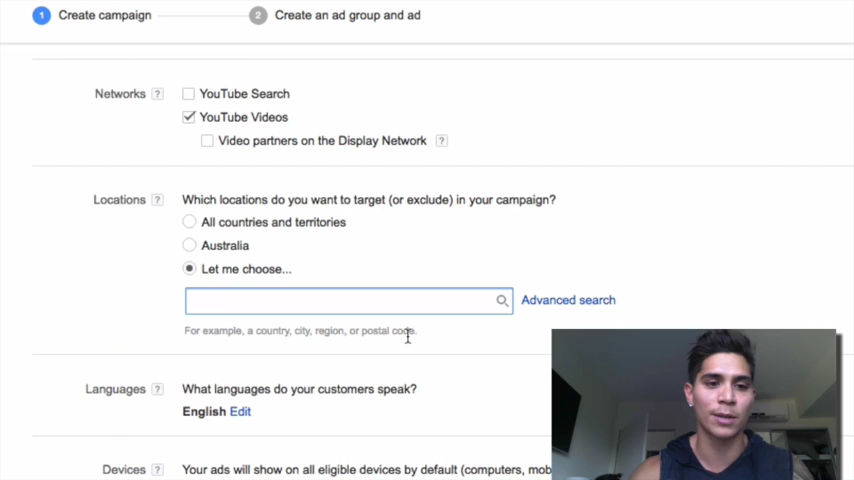 1 Create campaign 2 Create an ad group and ad
Networks ? YouTube Search
YouTube Videos
Video partners on the Display Network ?
Locations ? Which locations do you want to target (or exclude) in your campaign?
All countries and territories
Australia
Let me choose...
Advanced search
For example, a country, city, region, or postal code.
Languages ? What languages do your customers speak?
English Edit
Devices ? Your ads will show on all eligible devices by default (computers, mob